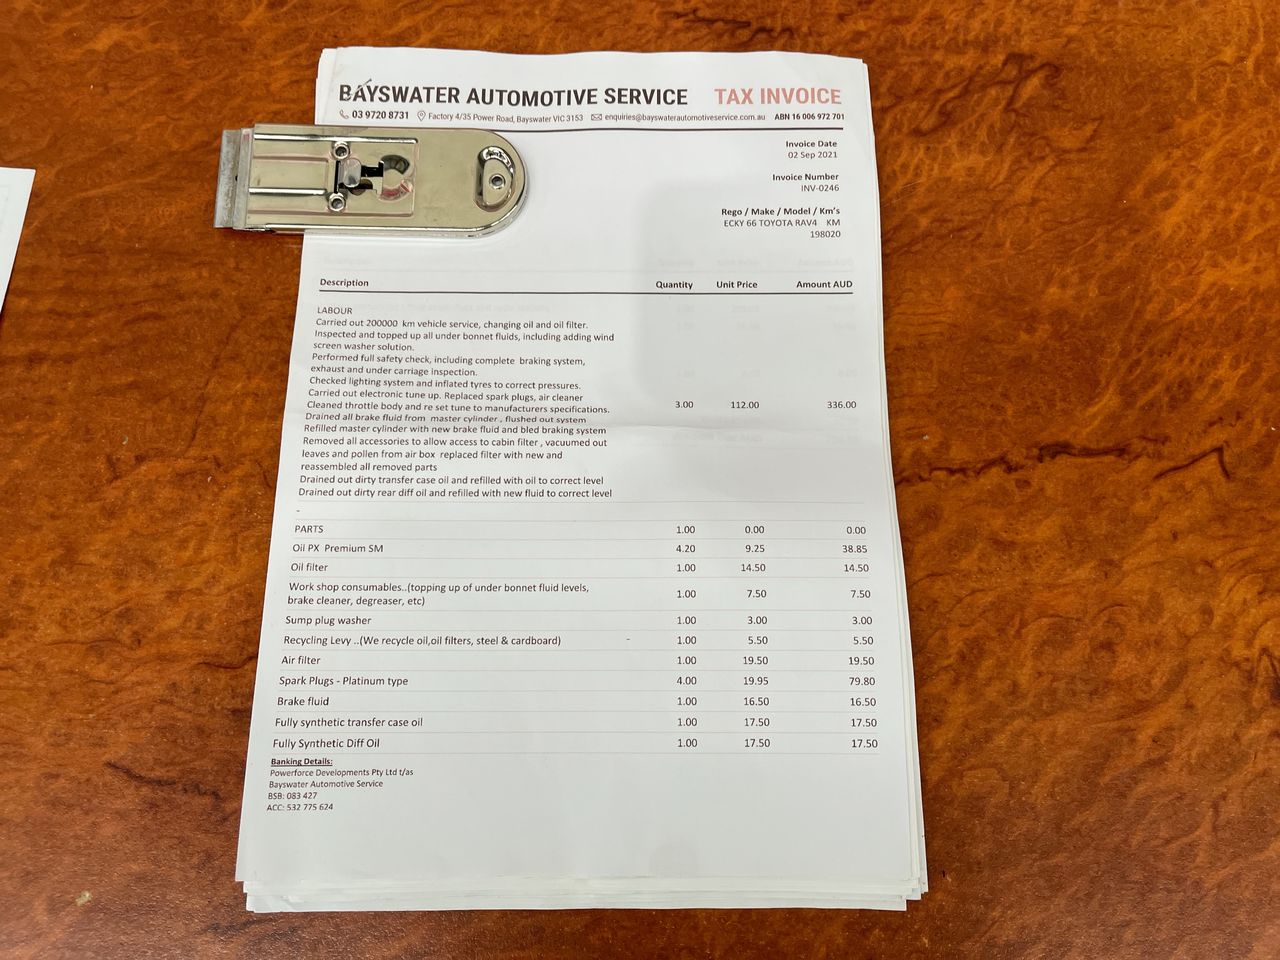 BAYSWATER AUTOMOTIVE SERVICE TAX INVOICE
03 9720 8731 Factory 4/35 Power Road, Bayswater VIC 3153 enquiries@bayswaterautomotiveservice.com.au ABN 16 006 972 701
Invoice Date
02 Sep 2021
Invoice Number
INV-0246
Rego / Make / Model / Km's
ECKY 66 TOYOTA RAV4 KM
198020
Description Quantity Unit Price Amount AUD
LABOUR
Carried out 200000 km vehicle service, changing oil and oil filter.
Inspected and topped up all under bonnet fluids, including adding wind
screen washer solution.
Performed full safety check, including complete braking system,
exhaust and under carriage inspection.
Checked lighting system and inflated tyres to correct pressures.
Carried out electronic tune up. Replaced spark plugs, air cleaner
Cleaned throttle body and re set tune to manufacturers specifications. 3.00 112.00 336.00
Drained all brake fluid from master cylinder , flushed out system
Refilled master cylinder with new brake fluid and bled braking system
Removed all accessories to allow access to cabin filter , vacuumed out
leaves and pollen from air box replaced filter with new and
reassembled all removed parts
Drained out dirty transfer case oil and refilled with oil to correct level
Drained out dirty rear diff oil and refilled with new fluid to correct level
-
PARTS 1.00 0.00 0.00
Oil PX Premium SM 4.20 9.25 38.85
Oil filter 1.00 14.50 14.50
Work shop consumables..(topping up of under bonnet fluid levels,
brake cleaner, degreaser, etc) 1.00 7.50 7.50
Sump plug washer 1.00 3.00 3.00
Recycling Levy ..(We recycle oil,oil filters, steel & cardboard) - 1.00 5.50 5.50
Air filter 1.00 19.50 19.50
Spark Plugs - Platinum type 4.00 19.95 79.80
Brake fluid 1.00 16.50 16.50
Fully synthetic transfer case oil 1.00 17.50 17.50
Fully Synthetic Diff Oil 1.00 17.50 17.50
Banking Details:
Powerforce Developments Pty Ltd t/as
Bayswater Automotive Service
BSB: 083 427
ACC: 532 775 624